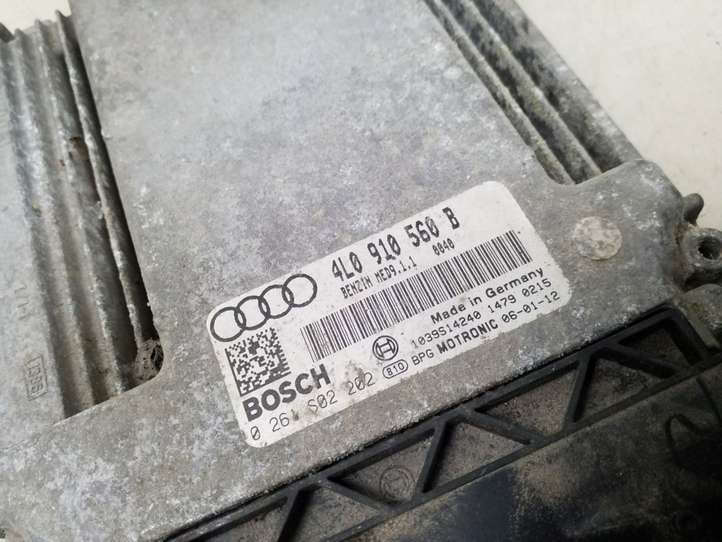 4L0 910 560 B
BENZIN MED9.1.1 0040
Made in Germany
1039S14240 1479 0215
BPG MOTRONIC 06-01-12
810
BOSCH
0 261 S02 202